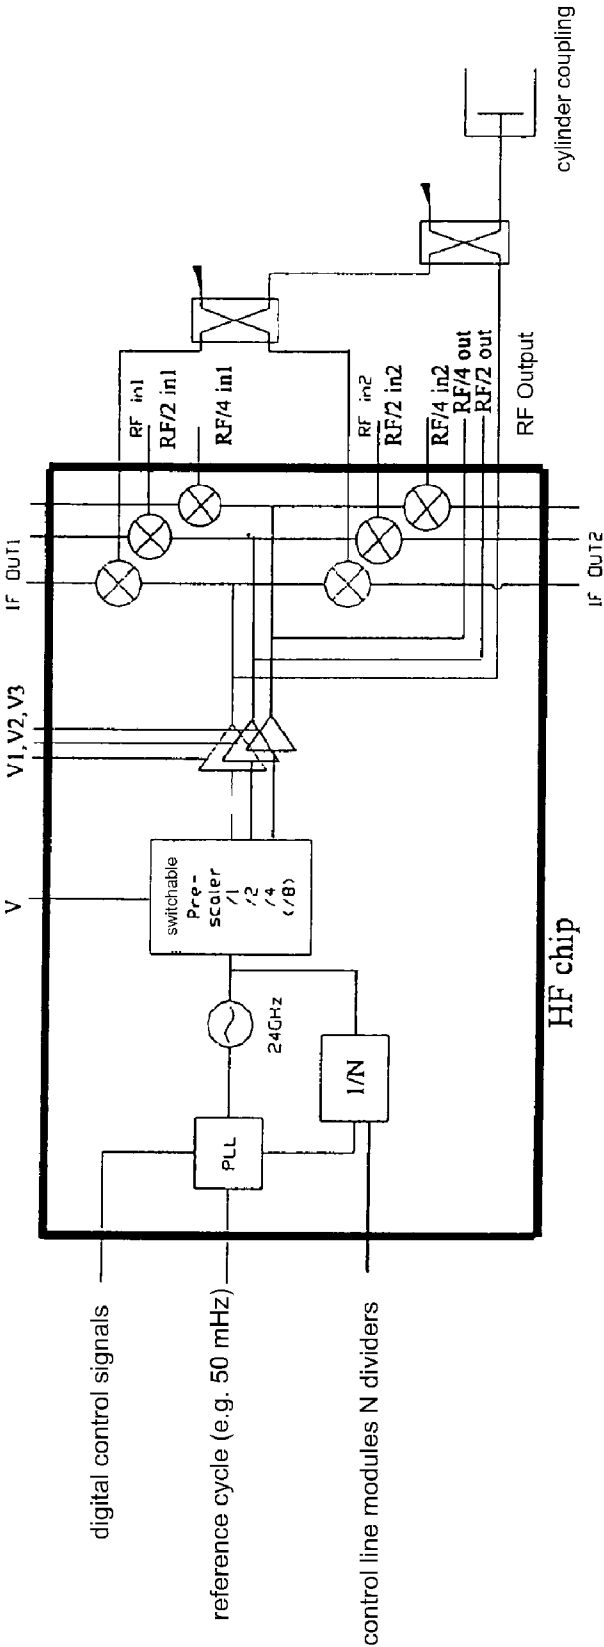 digital control signals
reference cycle (e.g. 50 mHz)
control line modules N dividers
PLL
1/N
24GHz
V
switchable
Pre-
scaler
/1
/2
/4
(/8)
V1, V2, V3
IF OUT1
IF OUT2
RF in1
RF/2 in1
RF/4 in1
RF in2
RF/2 in2
RF/4 in2
RF/4 out
RF/2 out
RF Output
cylinder coupling
HF chip